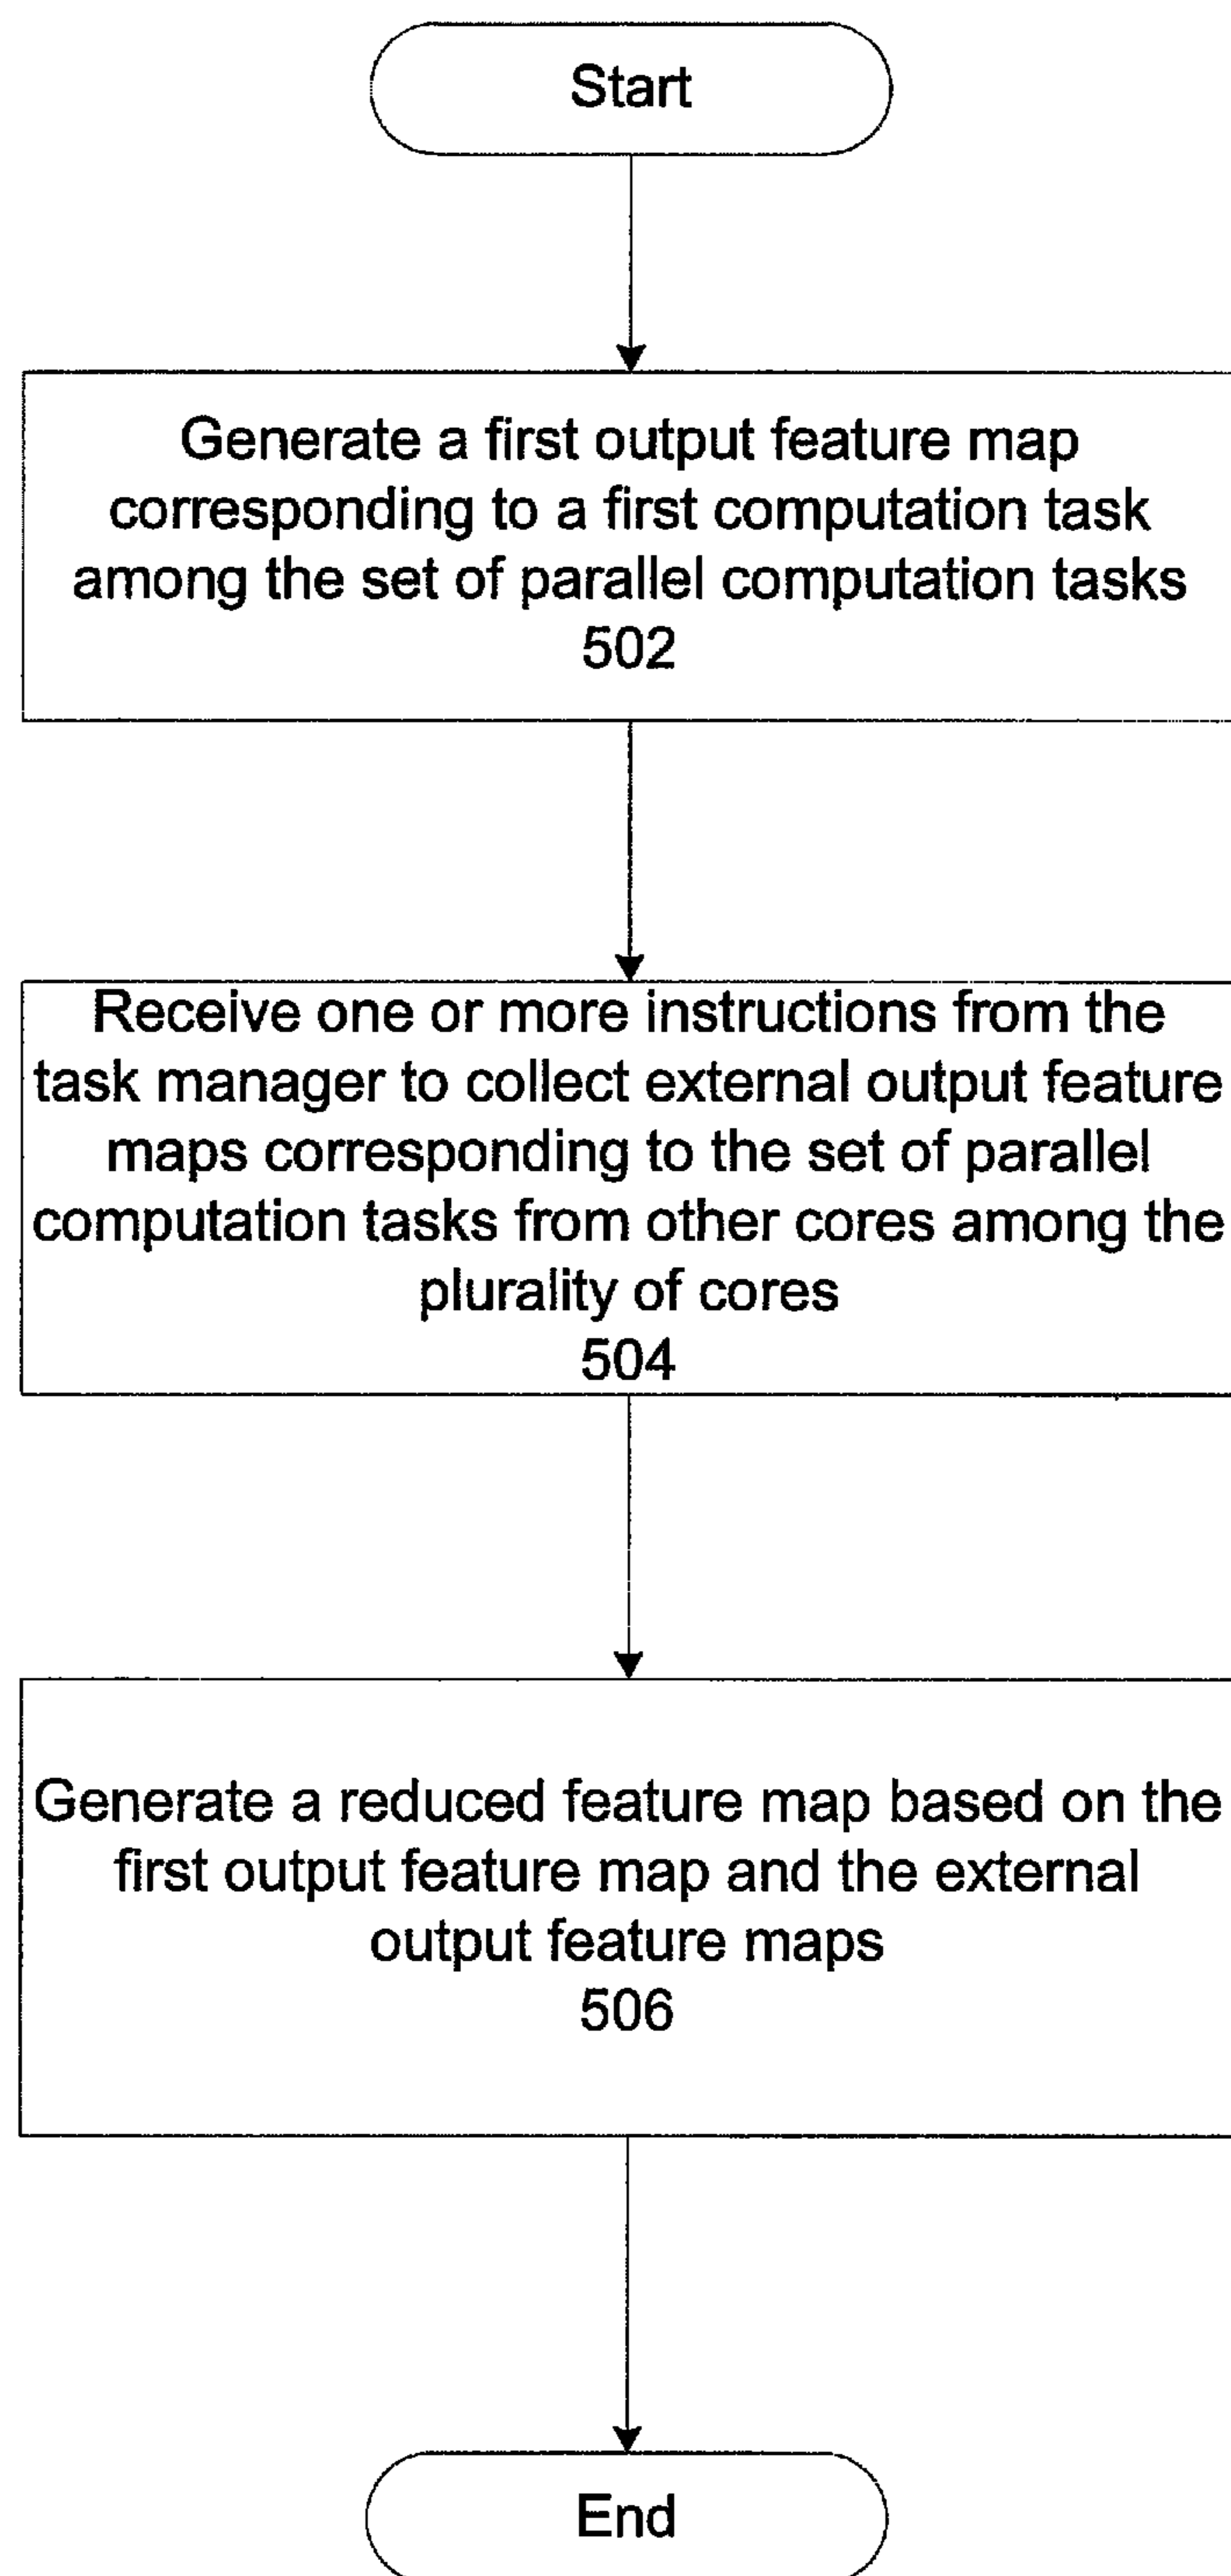 Start
Generate a first output feature map
corresponding to a first computation task
among the set of parallel computation tasks
502
Receive one or more instructions from the
task manager to collect external output feature
maps corresponding to the set of parallel
computation tasks from other cores among the
plurality of cores
504
Generate a reduced feature map based on the
first output feature map and the external
output feature maps
506
End